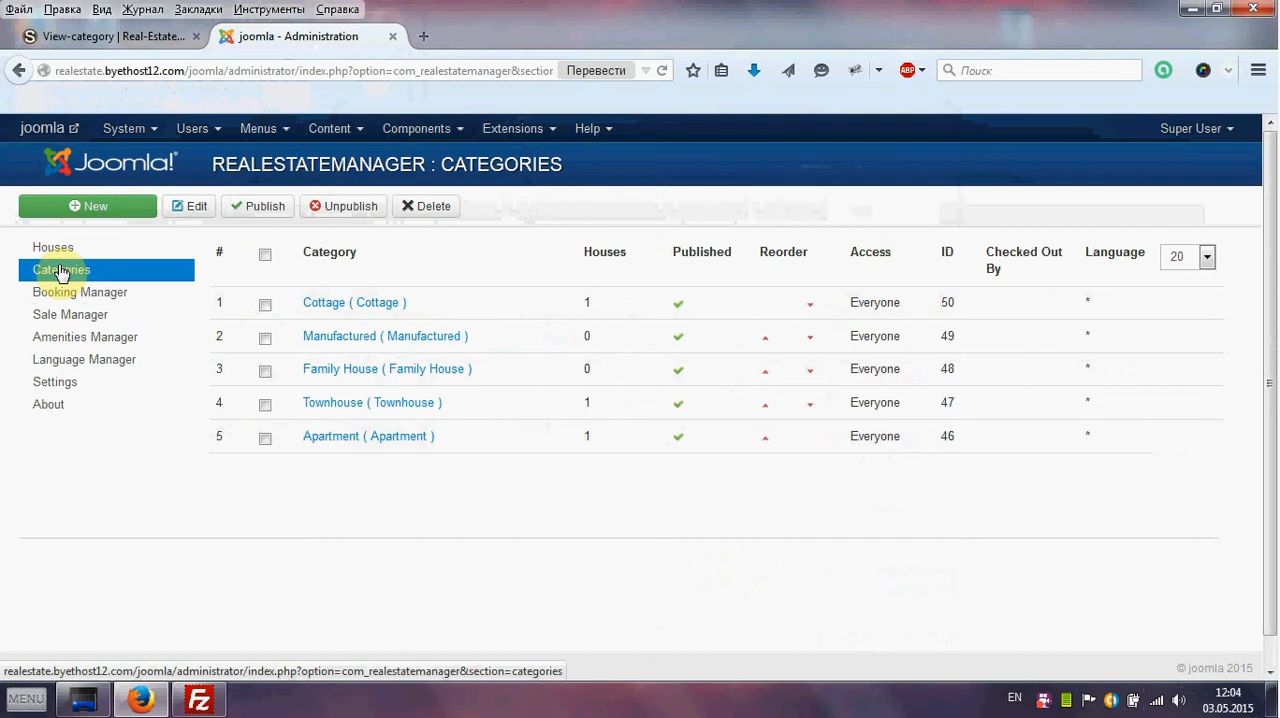 Файл Правка Вид Журнал Закладки Инструменты Справка
View-category | Real-Estate... joomla - Administration
realestate.byethost12.com/joomla/administrator/index.php?option=com_realestatemanager&section Перевести ABP Поиск
joomla System Users Menus Content Components Extensions Help Super User
Joomla! REALESTATEMANAGER : CATEGORIES
New Edit Publish Unpublish Delete
Houses
Categories
Booking Manager
Sale Manager
Amenities Manager
Language Manager
Settings
About
# Category Houses Published Reorder Access ID Checked Out By Language 20
1 Cottage ( Cottage ) 1 Everyone 50 *
2 Manufactured ( Manufactured ) 0 Everyone 49 *
3 Family House ( Family House ) 0 Everyone 48 *
4 Townhouse ( Townhouse ) 1 Everyone 47 *
5 Apartment ( Apartment ) 1 Everyone 46 *
realestate.byethost12.com/joomla/administrator/index.php?option=com_realestatemanager&section=categories
© joomla 2015
MENU Fz EN 12:04
03.05.2015